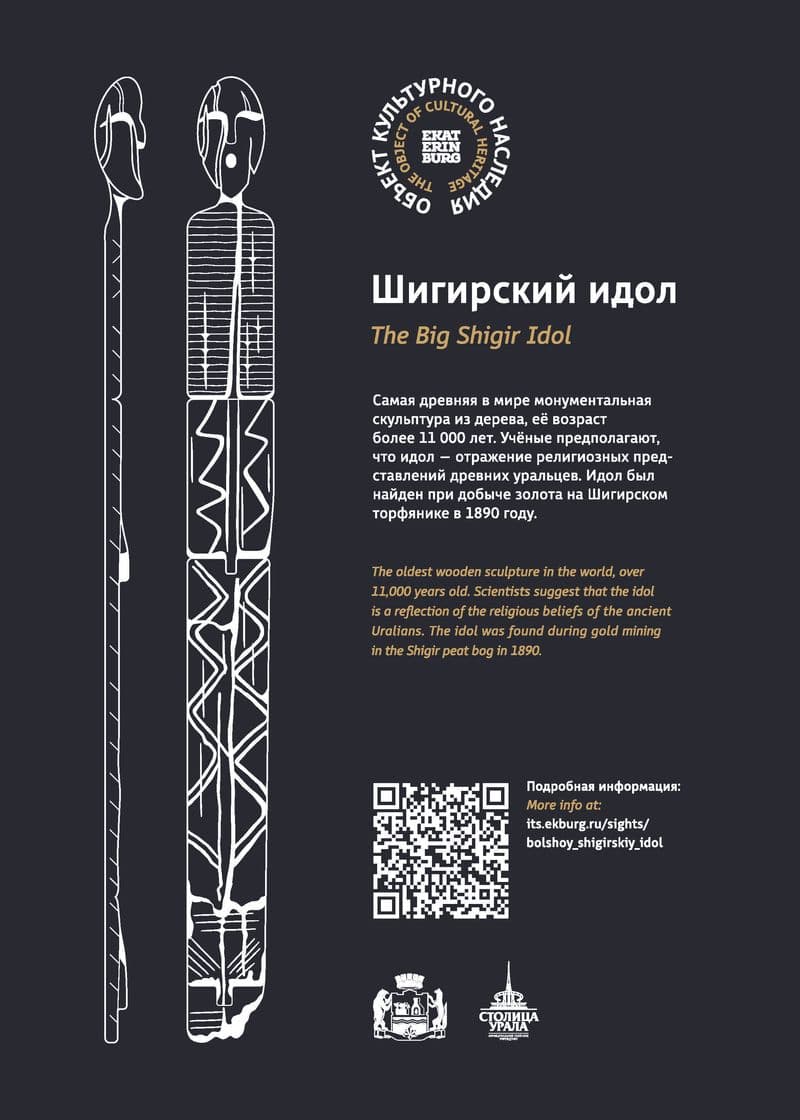 ОБЪЕКТ КУЛЬТУРНОГО НАСЛЕДИЯ
THE OBJECT OF CULTURAL HERITAGE
EKAT
ERIN
BURG
Шигирский идол
The Big Shigir Idol
Самая древняя в мире монументальная
скульптура из дерева, её возраст
более 11 000 лет. Учёные предполагают,
что идол — отражение религиозных пред-
ставлений древних уральцев. Идол был
найден при добыче золота на Шигирском
торфянике в 1890 году.
The oldest wooden sculpture in the world, over
11,000 years old. Scientists suggest that the idol
is a reflection of the religious beliefs of the ancient
Uralians. The idol was found during gold mining
in the Shigir peat bog in 1890.
Подробная информация:
More info at:
its.ekburg.ru/sights/
bolshoy_shigirskiy_idol
СТОЛИЦА
УРАЛА